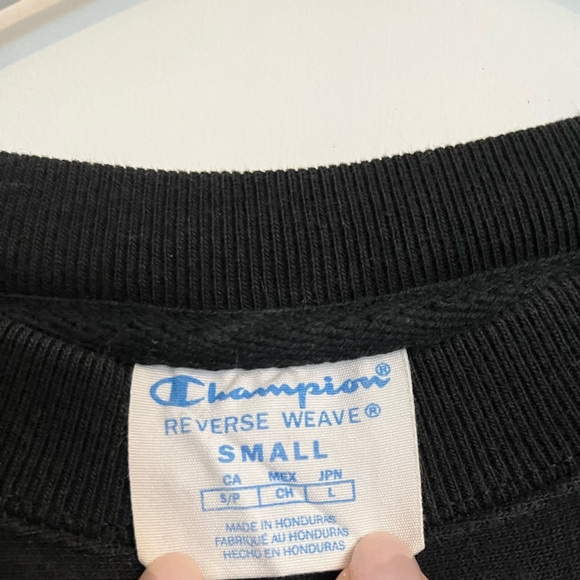 Champion®
REVERSE WEAVE®
SMALL
CA MEX JPN
S/P CH L
MADE IN HONDURAS
FABRIQUÉ AU HONDURAS
HECHO EN HONDURAS